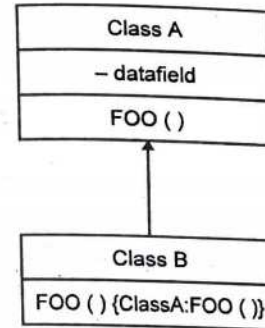 Class A
– datafield
FOO ( )
Class B
FOO ( ) {ClassA:FOO ( )}